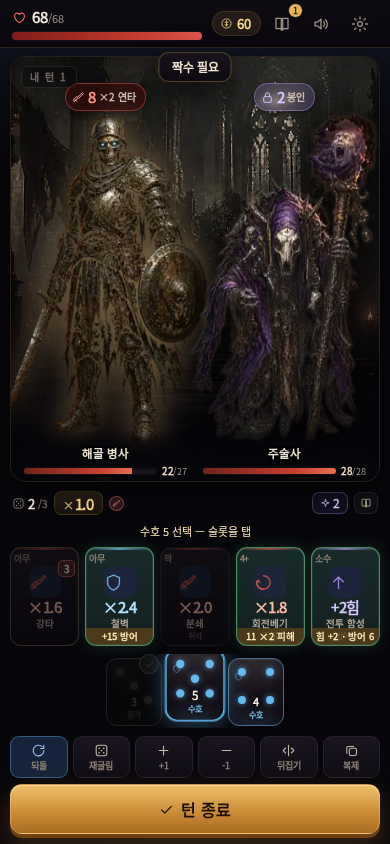 68/68
60
1
내 턴 1
짝수 필요
8 ×2 연타
2 봉인
해골 병사
22/27
주술사
28/28
2/3
×1.0
2
수호 5 선택 — 슬롯을 탭
아무
3
×1.6
강타
×2.4
철벽
+15 방어
짝
×2.0
분쇄
취약
4+
×1.8
회전베기
11 ×2 피해
소수
+2힘
전투 함성
힘 +2 · 방어 6
3
5
수호
4
수호
되돌
재굴림
+1
-1
뒤집기
복제
턴 종료